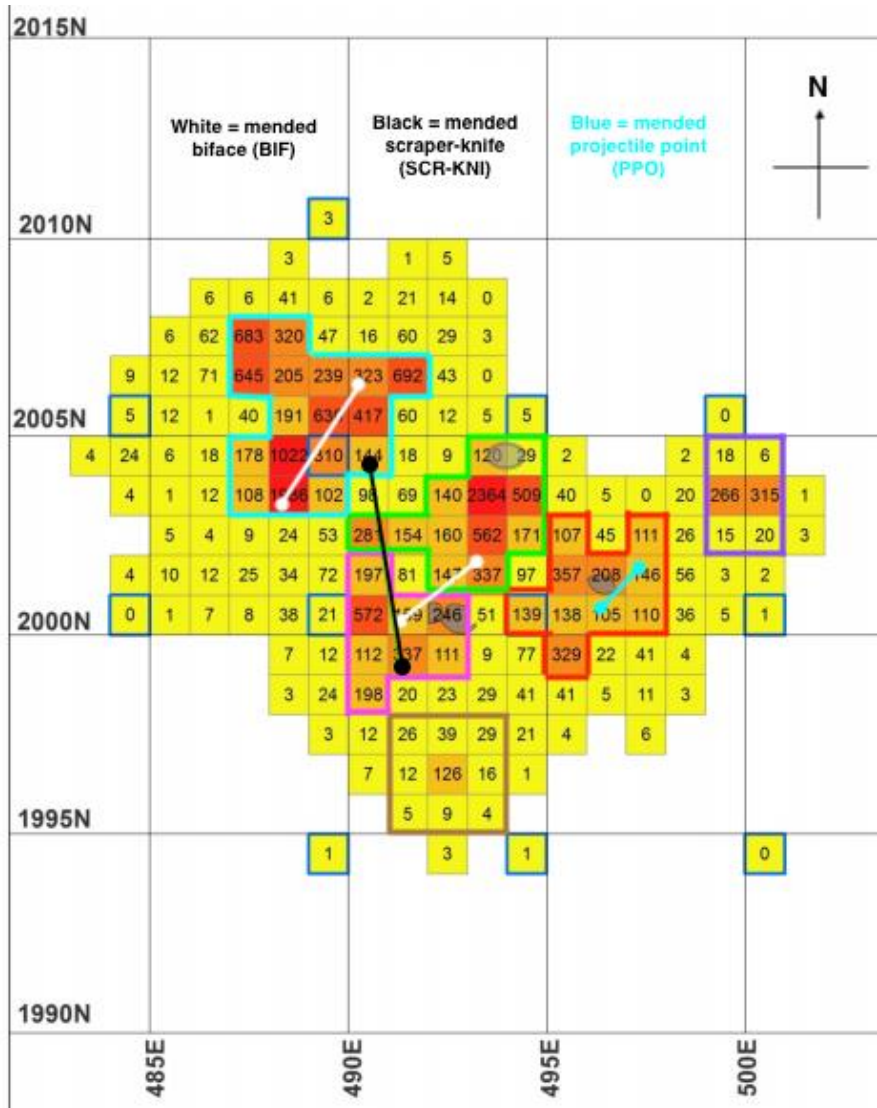 2015N
N
White = mended
biface (BIF)
Black = mended
scraper-knife
(SCR-KNI)
Blue = mended
projectile point
(PPO)
3
2010N
3 1 5
6 6 41 6 2 21 14 0
6 62 683 320 47 16 60 29 3
9 12 71 645 205 239 323 692 43 0
2005N
5 12 1 40 191 417 60 12 5 5 0
4 24 6 18 178 1022 310 144 18 9 120 29 2 2 18 6
4 1 12 108 102 98 69 140 2364 509 40 5 0 20 266 315 1
5 4 9 24 53 281 154 160 562 171 107 45 111 26 15 20 3
4 10 12 25 34 72 197 81 147 337 97 357 208 146 56 3 2
2000N
0 1 7 8 38 21 572 246 51 139 138 105 110 36 5 1
7 12 112 337 111 9 77 329 22 41 4
3 24 198 20 23 29 41 41 5 11 3
3 12 26 39 29 21 4 6
7 12 126 16 1
5 9 4
1995N
1 3 1 0
1990N
485E
490E
495E
500E